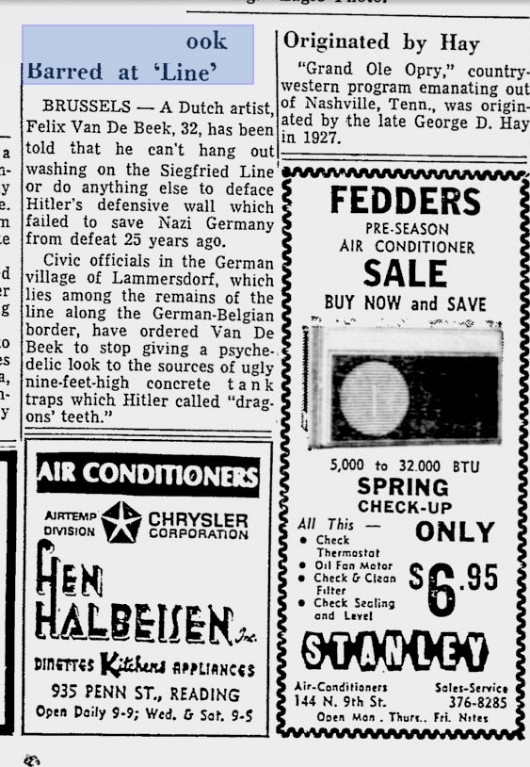 ook
Barred at 'Line'
BRUSSELS — A Dutch artist,
Felix Van De Beek, 32, has been
told that he can't hang out
washing on the Siegfried Line
or do anything else to deface
Hitler's defensive wall which
failed to save Nazi Germany
from defeat 25 years ago.
Civic officials in the German
village of Lammersdorf, which
lies among the remains of the
line along the German-Belgian
border, have ordered Van De
Beek to stop giving a psyche-
delic look to the sources of ugly
nine-feet-high concrete tank
traps which Hitler called "drag-
ons' teeth."
AIR CONDITIONERS
AIRTEMP
DIVISION
CHRYSLER
CORPORATION
HEN
HALBEISEN Inc.
DINETTES Kitchens APPLIANCES
935 PENN ST., READING
Open Daily 9-9; Wed. & Sat. 9-5
Originated by Hay
"Grand Ole Opry," country-
western program emanating out
of Nashville, Tenn., was origin-
ated by the late George D. Hay
in 1927.
FEDDERS
PRE-SEASON
AIR CONDITIONER
SALE
BUY NOW and SAVE
5,000 to 32.000 BTU
SPRING
CHECK-UP
All This —
• Check
Thermostat
• Oil Fan Motor
• Check & Clean
Filter
• Check Sealing
and Level
ONLY
$6.95
STANLEY
Air-Conditioners
144 N. 9th St.
Sales-Service
376-8285
Open Mon. Thurs., Fri. Nites